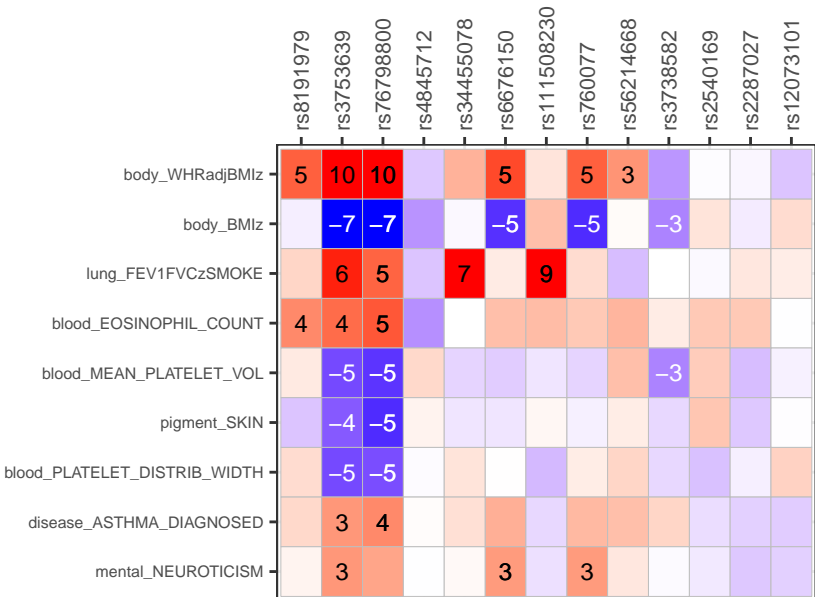 rs8191979
rs3753639
rs76798800
rs4845712
rs34455078
rs6676150
rs111508230
rs760077
rs56214668
rs3738582
rs2540169
rs2287027
rs12073101
body_WHRadjBMIz 5 10 10 5 5 3
body_BMIz −7 −7 −5 −5 −3
lung_FEV1FVCzSMOKE 6 5 7 9
blood_EOSINOPHIL_COUNT 4 4 5
blood_MEAN_PLATELET_VOL −5 −5 −3
pigment_SKIN −4 −5
blood_PLATELET_DISTRIB_WIDTH −5 −5
disease_ASTHMA_DIAGNOSED 3 4
mental_NEUROTICISM 3 3 3